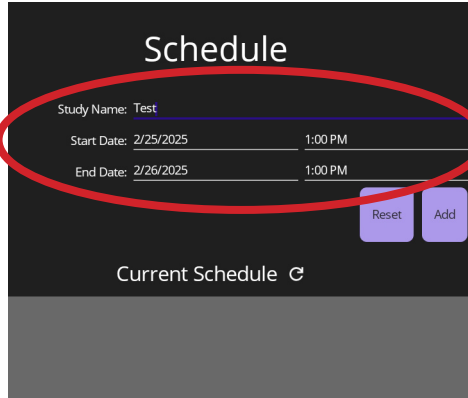 Schedule
Study Name: Test
Start Date: 2/25/2025 1:00 PM
End Date: 2/26/2025 1:00 PM
Reset Add
Current Schedule